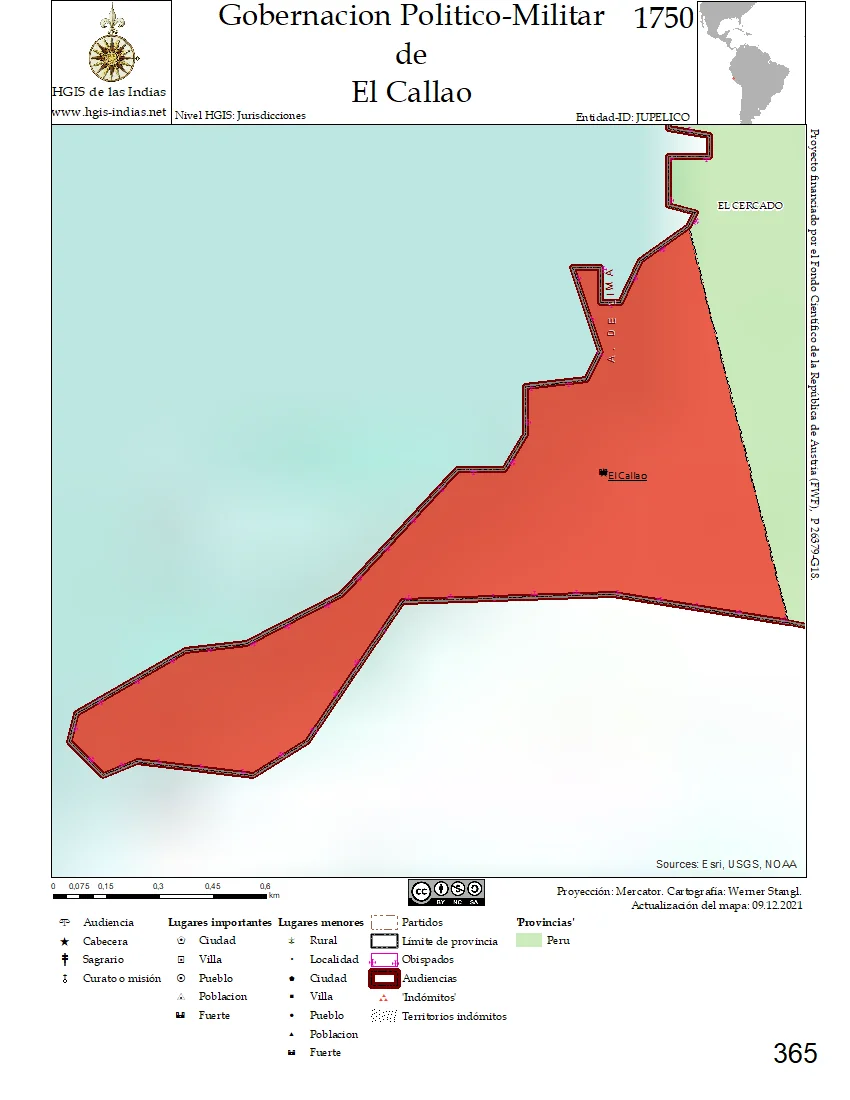 Gobernacion Politico-Militar
de
El Callao
1750
HGIS de las Indias
www.hgis-indias.net
Nivel HGIS: Jurisdicciones
Entidad-ID: JUPELICO
Proyecto financiado por el Fondo Científico de la República de Austria (FWF), P 26379-G18.
EL CERCADO
A. DE LIMA
El Callao
Sources: Esri, USGS, NOAA
0 0,075 0,15 0,3 0,45 0,6
km
CC
BY NC SA
Proyección: Mercator. Cartografía: Werner Stangl.
Actualización del mapa: 09.12.2021
Audiencia
Cabecera
Sagrario
Curato o misión
Lugares importantes
Ciudad
Villa
Pueblo
Poblacion
Fuerte
Lugares menores
Rural
Localidad
Ciudad
Villa
Pueblo
Poblacion
Fuerte
Partidos
Límite de provincia
Obispados
Audiencias
'Indómitos'
Territorios indómitos
'Provincias'
Peru
365